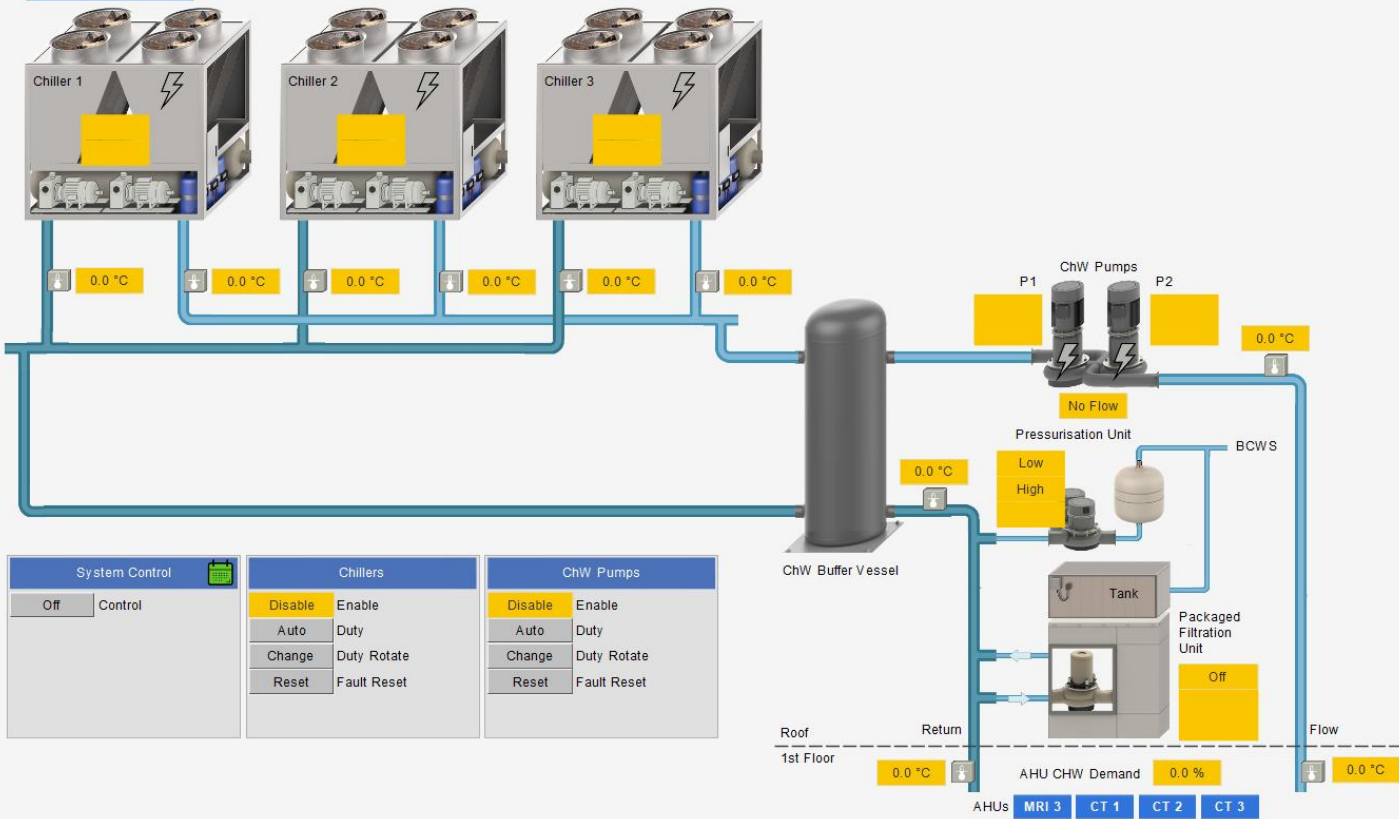 Chiller 1
Chiller 2
Chiller 3
0.0 °C
0.0 °C
0.0 °C
0.0 °C
0.0 °C
0.0 °C
ChW Pumps
P1
P2
0.0 °C
No Flow
Pressurisation Unit
BCWS
Low
High
0.0 °C
ChW Buffer Vessel
System Control
Off Control
Chillers
Disable Enable
Auto Duty
Change Duty Rotate
Reset Fault Reset
ChW Pumps
Disable Enable
Auto Duty
Change Duty Rotate
Reset Fault Reset
Tank
Packaged
Filtration
Unit
Off
Roof
Return
Flow
1st Floor
0.0 °C
AHU CHW Demand
0.0 %
0.0 °C
AHUs MRI 3 CT 1 CT 2 CT 3